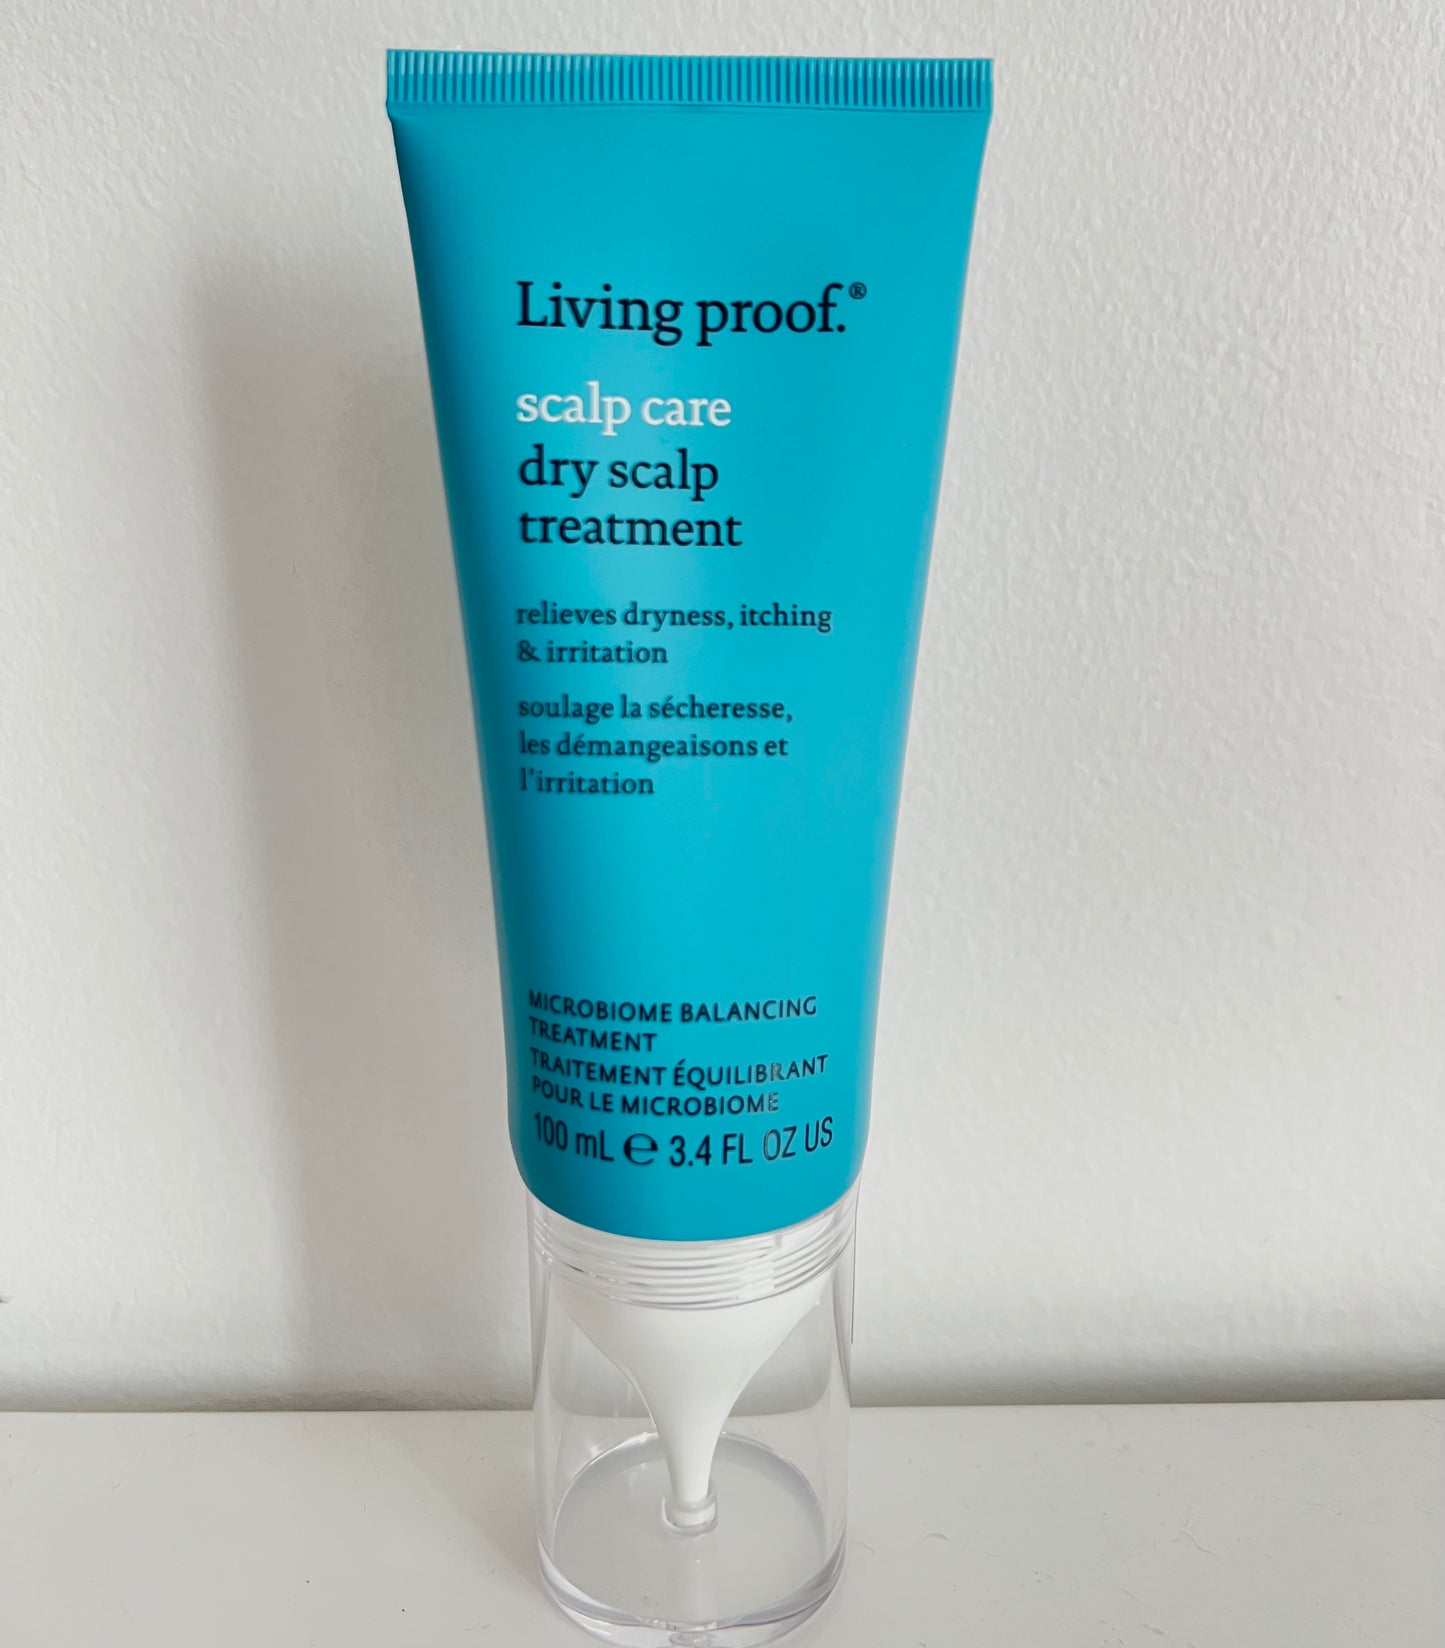 Living proof.®
scalp care
dry scalp
treatment
relieves dryness, itching
& irritation
soulage la sécheresse,
les démangeaisons et
l'irritation
MICROBIOME BALANCING
TREATMENT
TRAITEMENT ÉQUILIBRANT
POUR LE MICROBIOME
100 mL ℮ 3.4 FL OZ US